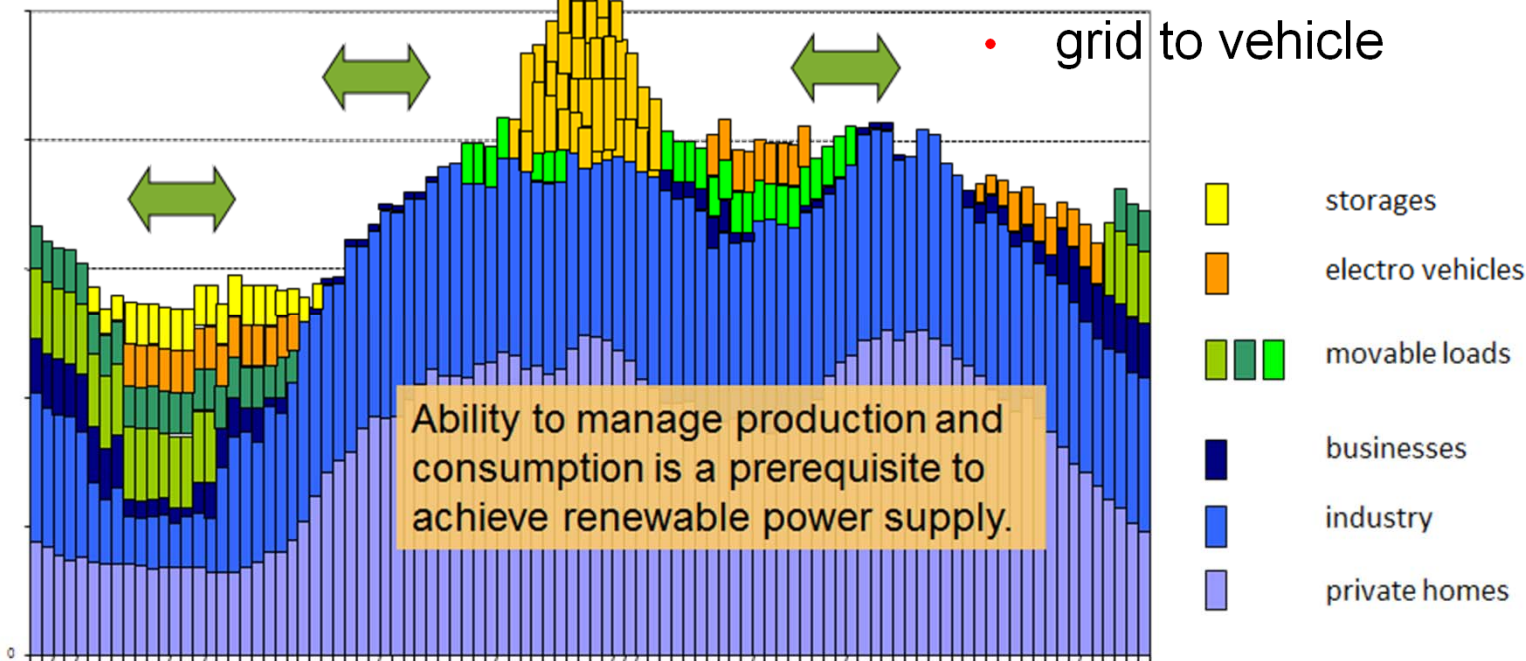 • grid to vehicle
storages
electro vehicles
movable loads
businesses
industry
private homes
Ability to manage production and
consumption is a prerequisite to
achieve renewable power supply.
0